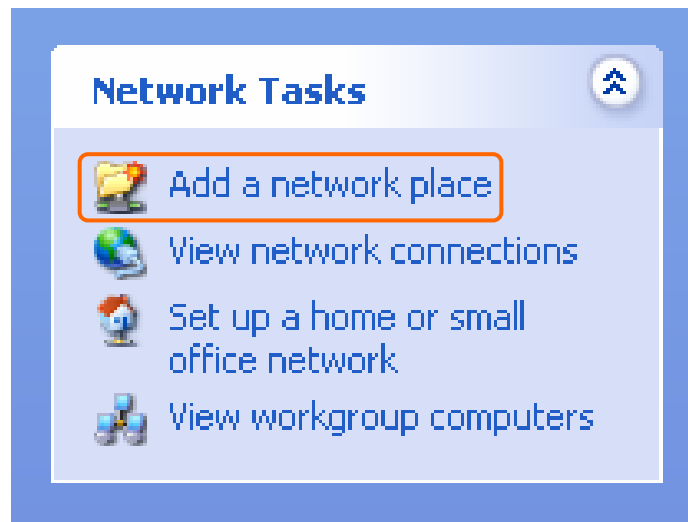 Network Tasks
Add a network place
View network connections
Set up a home or small
office network
View workgroup computers